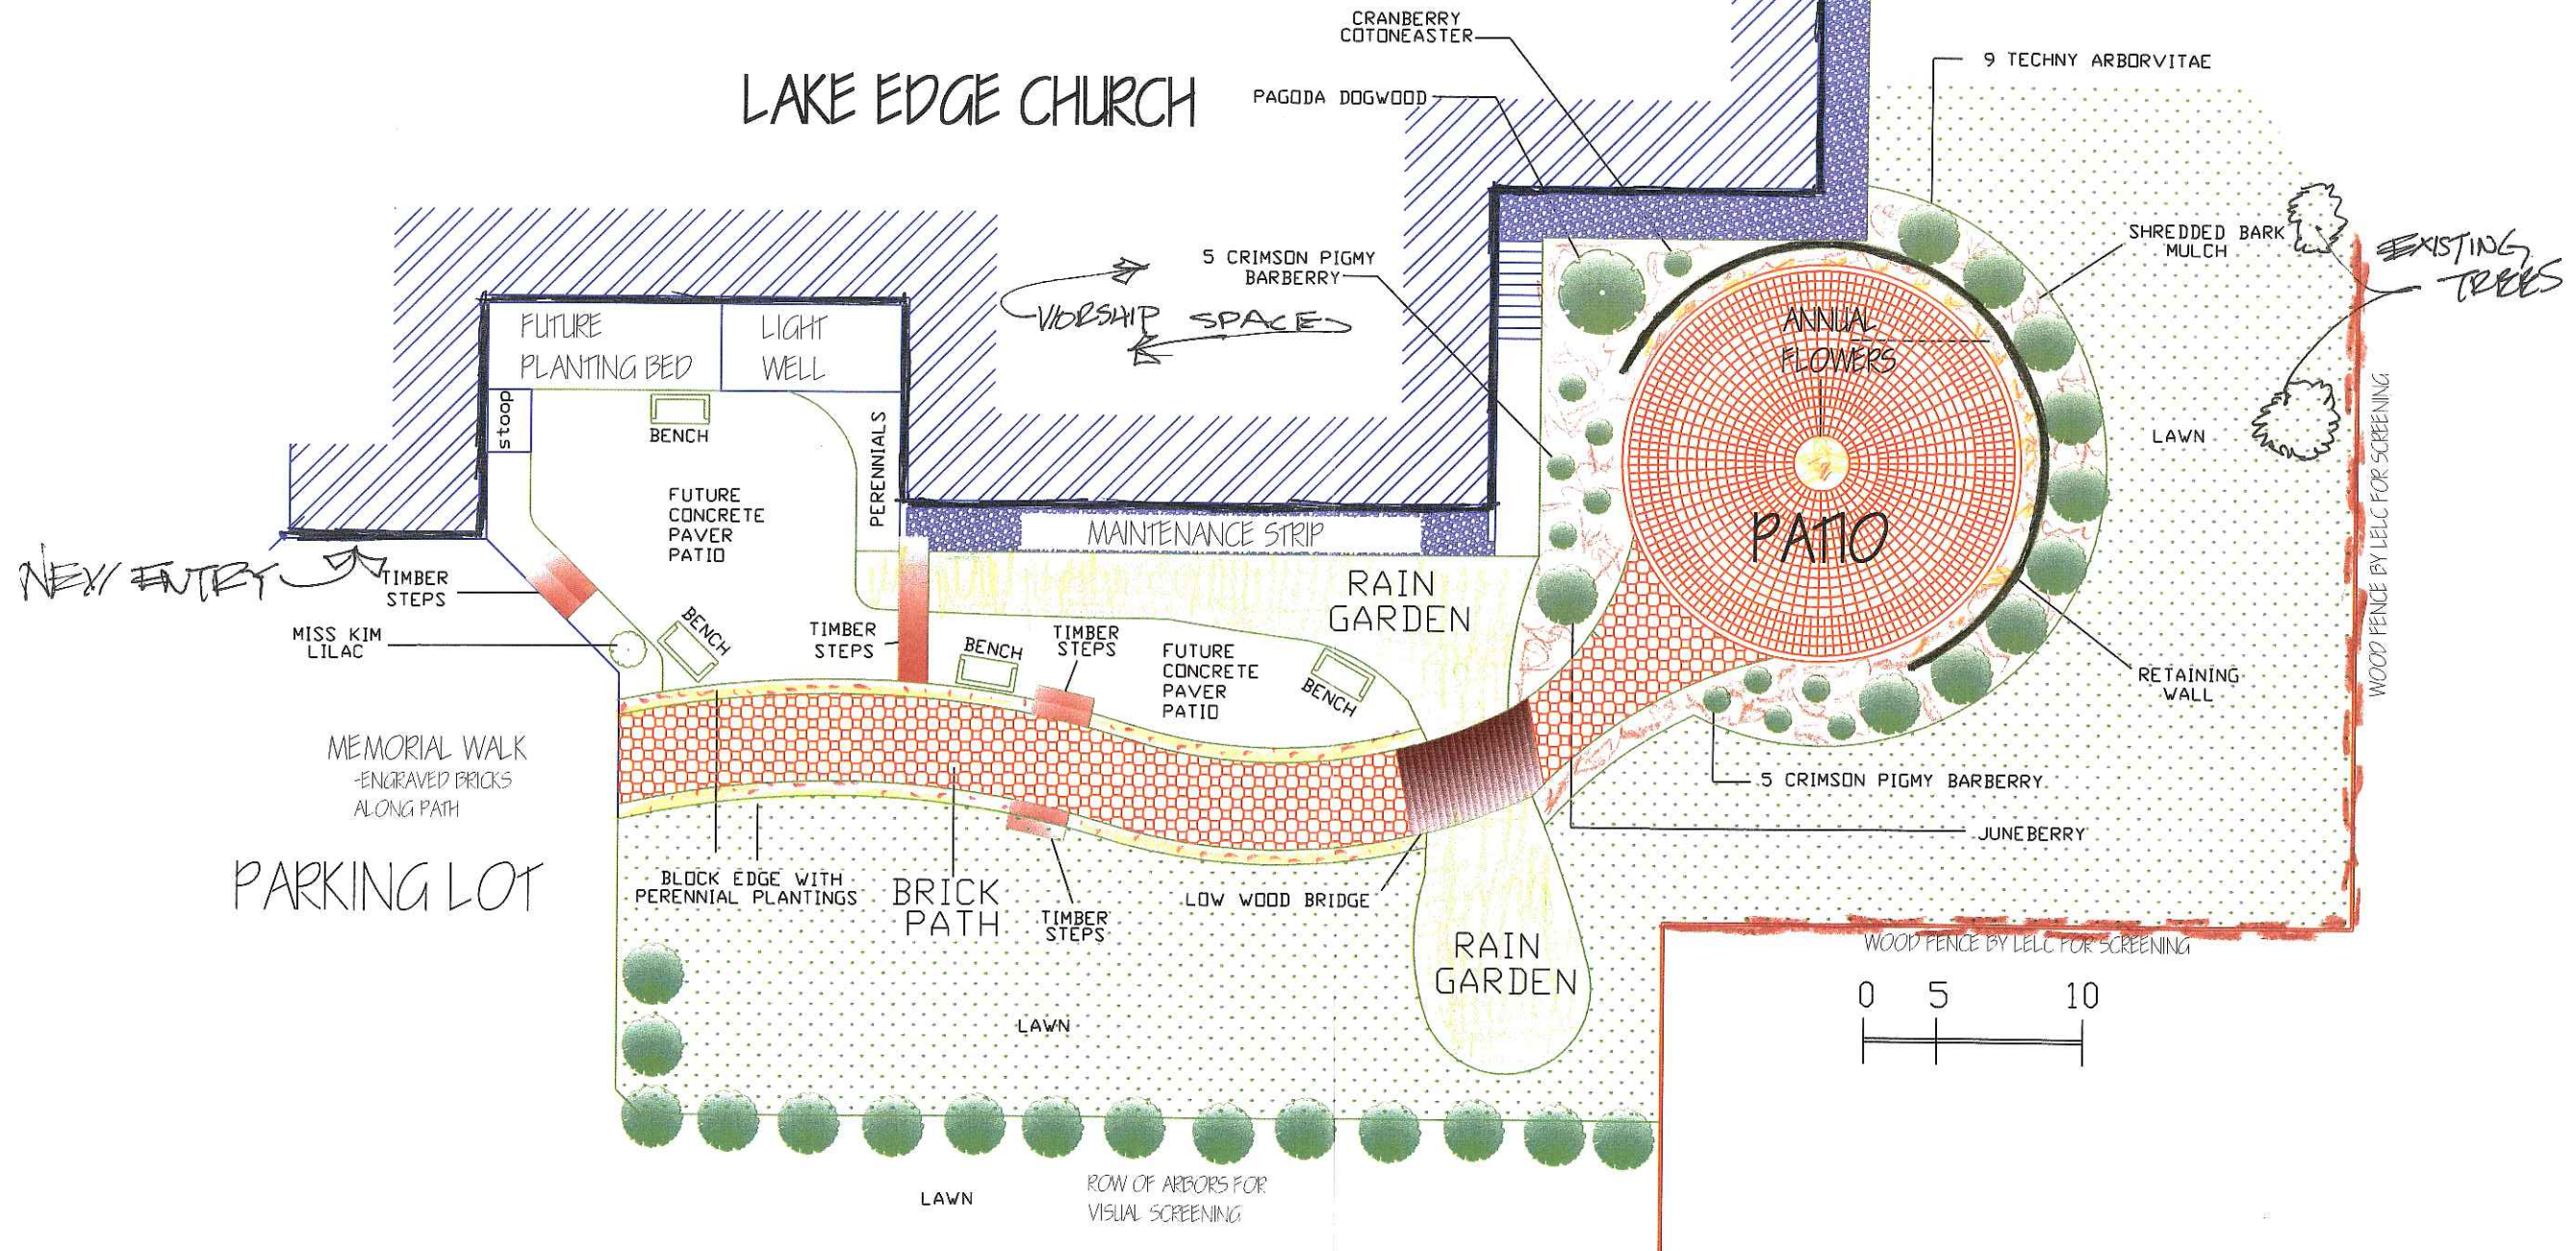 CRANBERRY
COTONEASTER
9 TECHNY ARBORVITAE
LAKE EDGE CHURCH
PAGODA DOGWOOD
SHREDDED BARK
MULCH
EXISTING
TREES
5 CRIMSON PIGMY
BARBERRY
WORSHIP SPACES
FUTURE
PLANTING BED
LIGHT
WELL
ANNUAL
FLOWERS
stoop
BENCH
PERENNIALS
LAWN
WOOD FENCE BY LELC FOR SCREENING
FUTURE
CONCRETE
PAVER
PATIO
MAINTENANCE STRIP
PATIO
NEW ENTRY
TIMBER
STEPS
RAIN
GARDEN
MISS KIM
LILAC
BENCH
TIMBER
STEPS
BENCH
TIMBER
STEPS
FUTURE
CONCRETE
PAVER
PATIO
BENCH
RETAINING
WALL
MEMORIAL WALK
-ENGRAVED BRICKS
ALONG PATH
5 CRIMSON PIGMY BARBERRY
JUNEBERRY
PARKING LOT
BLOCK EDGE WITH
PERENNIAL PLANTINGS
BRICK
PATH
TIMBER
STEPS
LOW WOOD BRIDGE
RAIN
GARDEN
WOOD FENCE BY LELC FOR SCREENING
0 5 10
LAWN
ROW OF ARBORS FOR
VISUAL SCREENING
LAWN